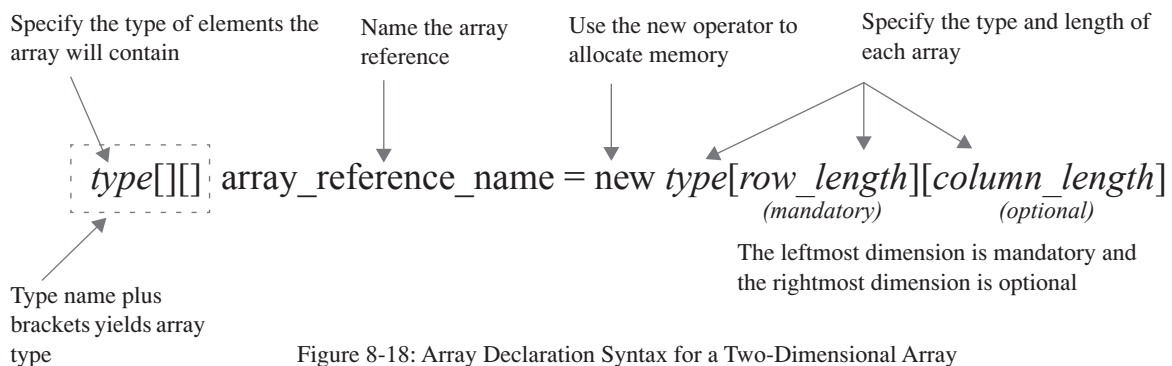 Specify the type of elements the
array will contain
Name the array
reference
Use the new operator to
allocate memory
Specify the type and length of
each array
type[][] array_reference_name = new type[row_length][column_length]
(mandatory) (optional)
The leftmost dimension is mandatory and
the rightmost dimension is optional
Type name plus
brackets yields array
type
Figure 8-18: Array Declaration Syntax for a Two-Dimensional Array